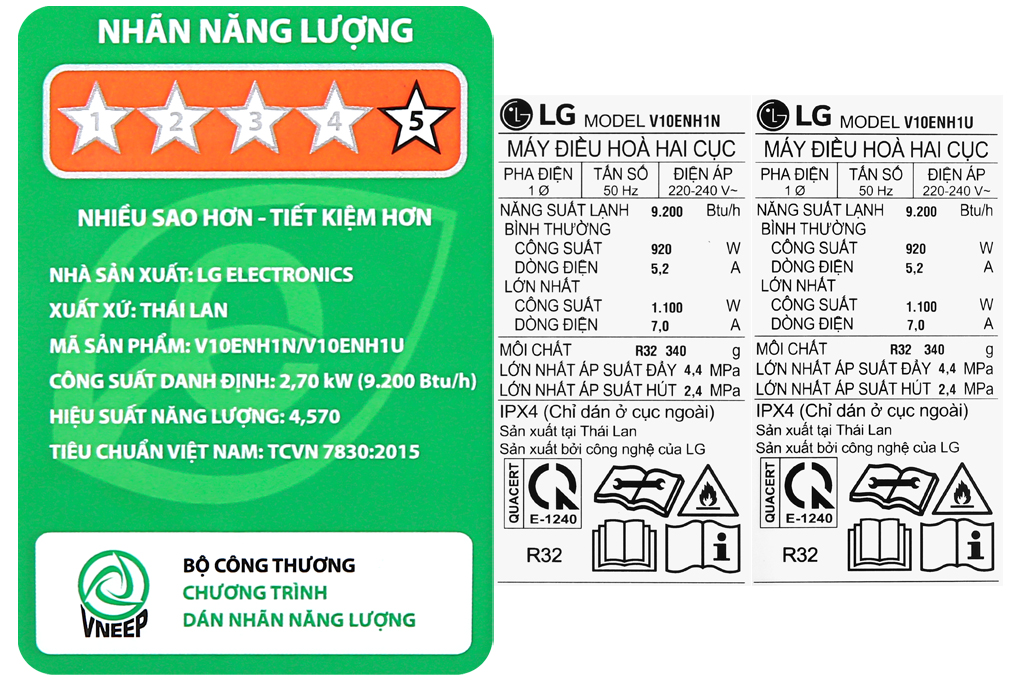 NHÃN NĂNG LƯỢNG
1 2 3 4 5
NHIỀU SAO HƠN - TIẾT KIỆM HƠN
NHÀ SẢN XUẤT: LG ELECTRONICS
XUẤT XỨ: THÁI LAN
MÃ SẢN PHẨM: V10ENH1N/V10ENH1U
CÔNG SUẤT DANH ĐỊNH: 2,70 kW (9.200 Btu/h)
HIỆU SUẤT NĂNG LƯỢNG: 4,570
TIÊU CHUẨN VIỆT NAM: TCVN 7830:2015
VNEEP
BỘ CÔNG THƯƠNG
CHƯƠNG TRÌNH
DÁN NHÃN NĂNG LƯỢNG
LG MODEL V10ENH1N
MÁY ĐIỀU HOÀ HAI CỤC
PHA ĐIỆN TẦN SỐ ĐIỆN ÁP
1 Ø 50 Hz 220-240 V~
NĂNG SUẤT LẠNH 9.200 Btu/h
BÌNH THƯỜNG
CÔNG SUẤT 920 W
DÒNG ĐIỆN 5,2 A
LỚN NHẤT
CÔNG SUẤT 1.100 W
DÒNG ĐIỆN 7,0 A
MÔI CHẤT R32 340 g
LỚN NHẤT ÁP SUẤT ĐẨY 4,4 MPa
LỚN NHẤT ÁP SUẤT HÚT 2,4 MPa
IPX4 (Chỉ dán ở cục ngoài)
Sản xuất tại Thái Lan
Sản xuất bởi công nghệ của LG
QUACERT
E-1240
R32
LG MODEL V10ENH1U
MÁY ĐIỀU HOÀ HAI CỤC
PHA ĐIỆN TẦN SỐ ĐIỆN ÁP
1 Ø 50 Hz 220-240 V~
NĂNG SUẤT LẠNH 9.200 Btu/h
BÌNH THƯỜNG
CÔNG SUẤT 920 W
DÒNG ĐIỆN 5,2 A
LỚN NHẤT
CÔNG SUẤT 1.100 W
DÒNG ĐIỆN 7,0 A
MÔI CHẤT R32 340 g
LỚN NHẤT ÁP SUẤT ĐẨY 4,4 MPa
LỚN NHẤT ÁP SUẤT HÚT 2,4 MPa
IPX4 (Chỉ dán ở cục ngoài)
Sản xuất tại Thái Lan
Sản xuất bởi công nghệ của LG
QUACERT
E-1240
R32